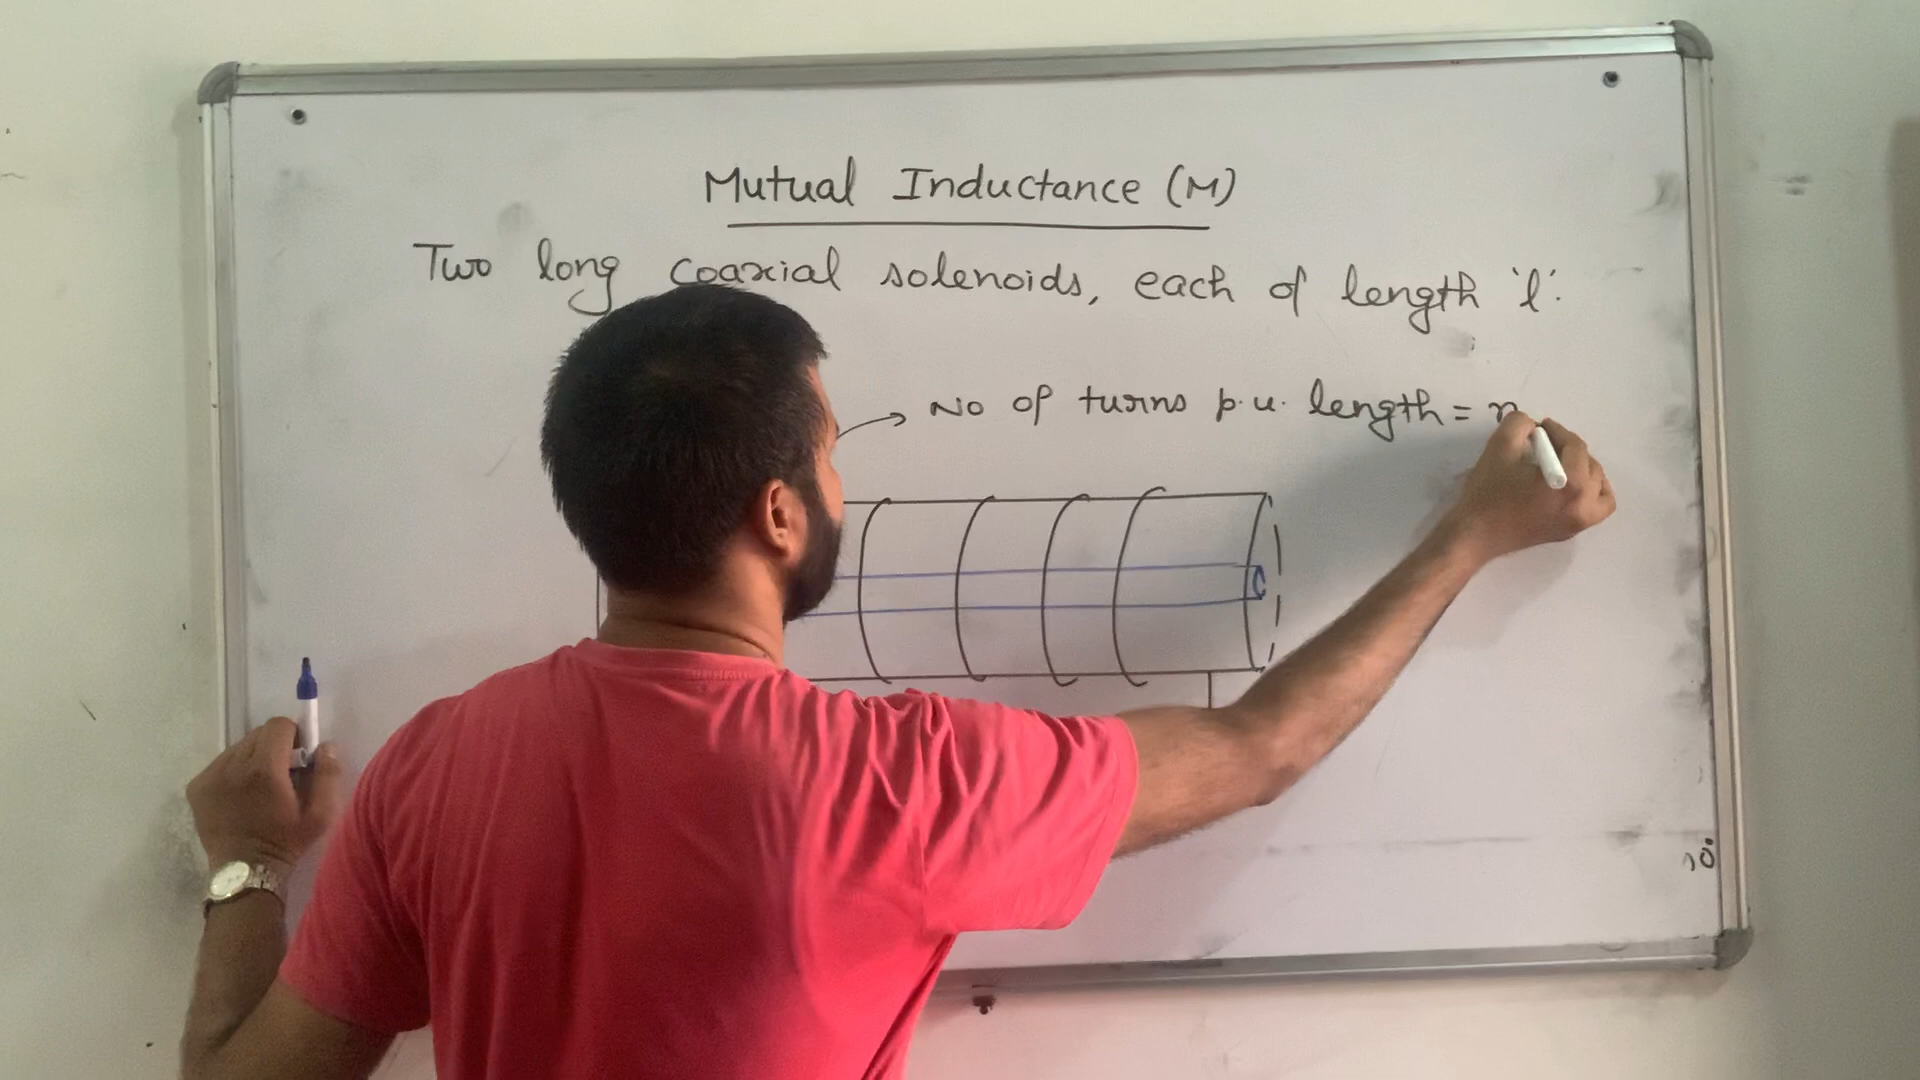 Mutual Inductance (M)
Two long coaxial solenoids, each of length 'l'.
No of turns p.u. length = n